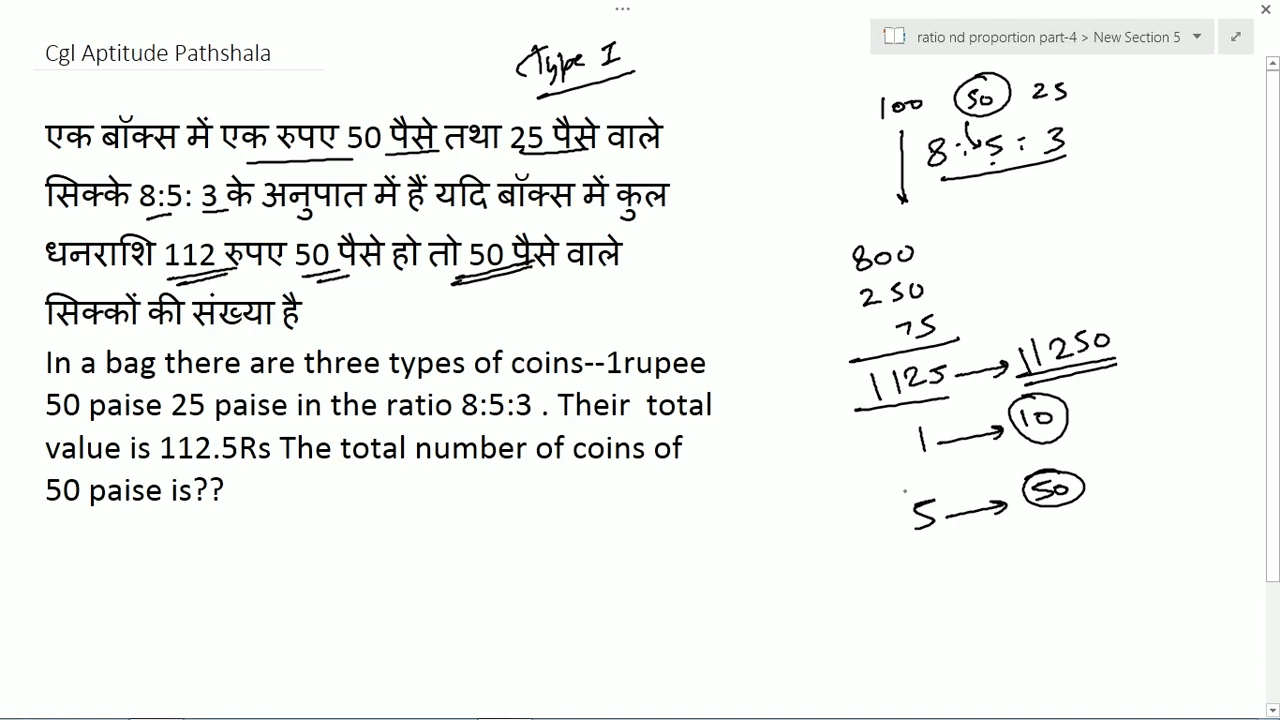 Cgl Aptitude Pathshala
Type I
ratio nd proportion part-4 > New Section 5
एक बॉक्स में एक रुपए 50 पैसे तथा 25 पैसे वाले
सिक्के 8:5: 3 के अनुपात में हैं यदि बॉक्स में कुल
धनराशि 112 रुपए 50 पैसे हो तो 50 पैसे वाले
सिक्कों की संख्या है
In a bag there are three types of coins--1rupee
50 paise 25 paise in the ratio 8:5:3 . Their total
value is 112.5Rs The total number of coins of
50 paise is??
100 50 25
8 : 5 : 3
800
250
75
1125 → 11250
1 → 10
5 → 50